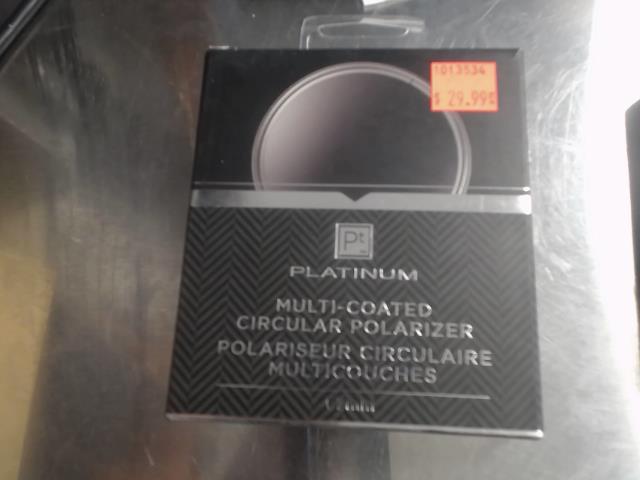 1013534
$ 29.99
Pt
PLATINUM
MULTI-COATED
CIRCULAR POLARIZER
POLARISEUR CIRCULAIRE
MULTICOUCHES